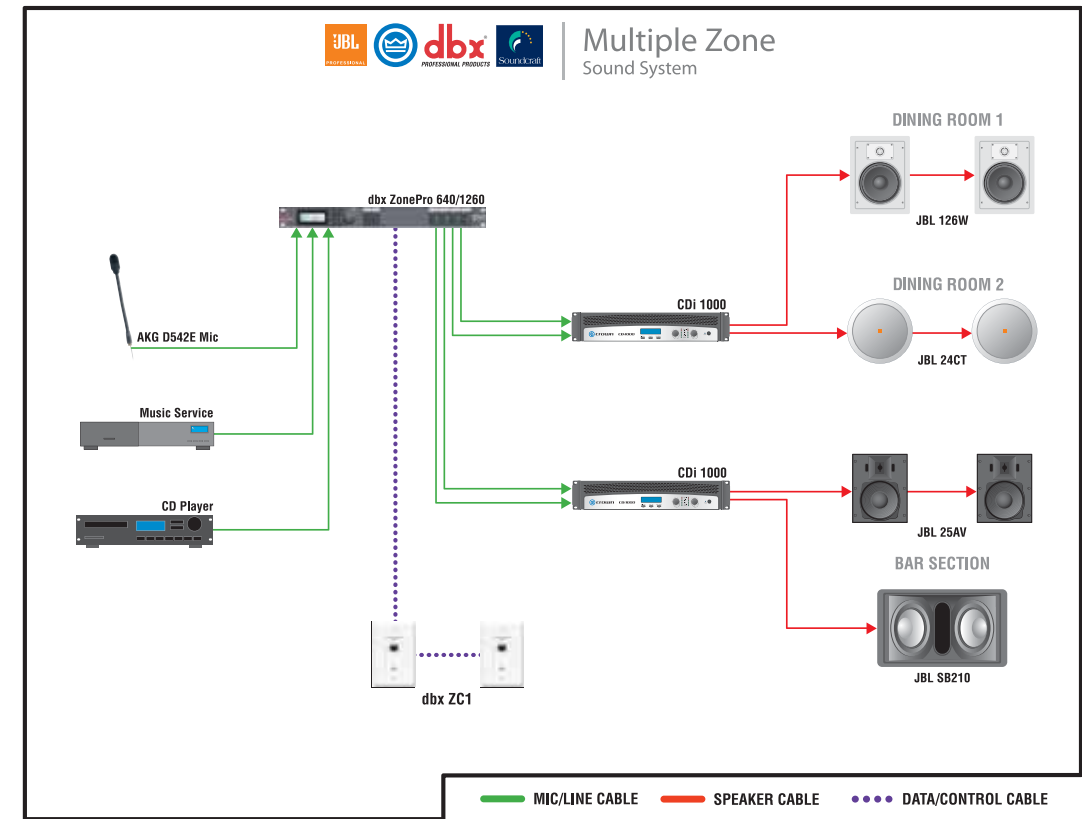 JBL
PROFESSIONAL
dbx
PROFESSIONAL PRODUCTS
Soundcraft
Multiple Zone
Sound System
DINING ROOM 1
JBL 126W
dbx ZonePro 640/1260
AKG D542E Mic
CDi 1000
crown
DINING ROOM 2
JBL 24CT
Music Service
CD Player
CDi 1000
crown
JBL 25AV
BAR SECTION
JBL SB210
dbx ZC1
MIC/LINE CABLE
SPEAKER CABLE
DATA/CONTROL CABLE